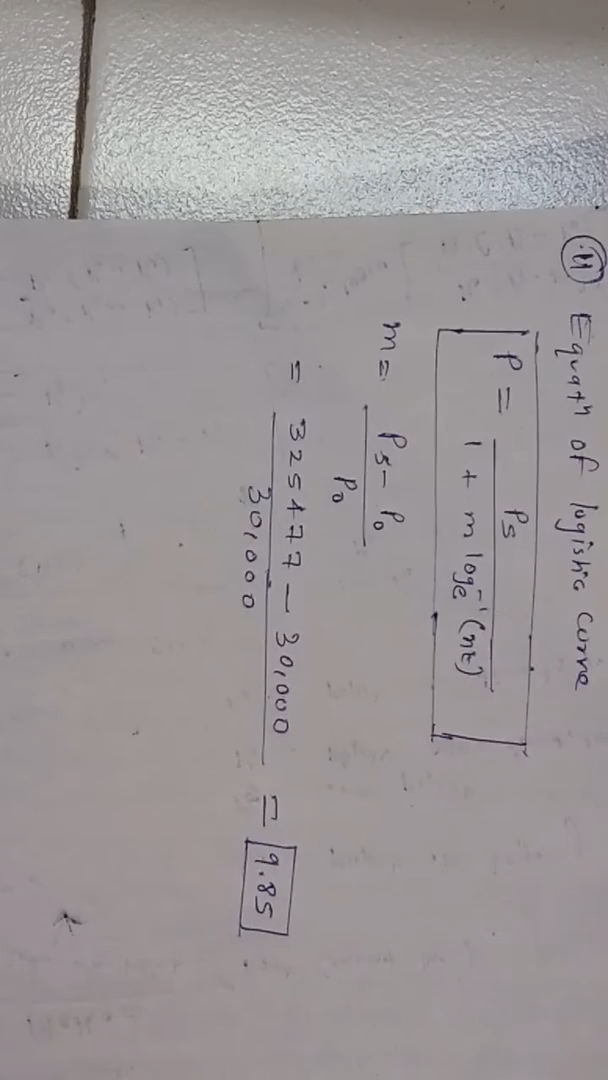 (ii) Equatn of logistic curve
P = Ps / 1 + m logₑ⁻¹ (nt)
m = Ps - P₀ / P₀
= 325477 - 30,000 / 30,000 = 9.85